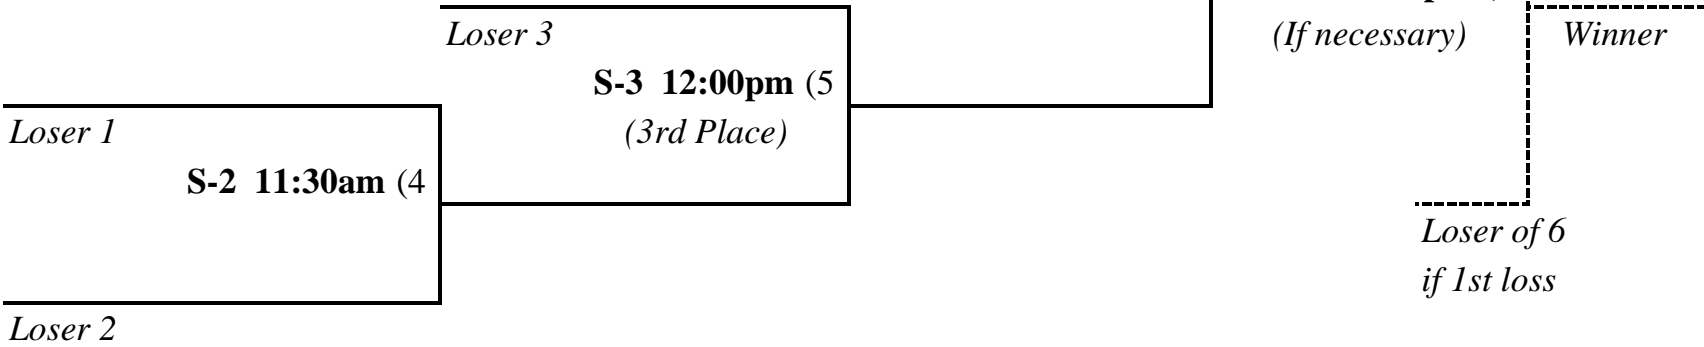 Loser 3
(If necessary)
Winner
S-3 12:00pm (5
Loser 1
(3rd Place)
S-2 11:30am (4
Loser of 6
if 1st loss
Loser 2